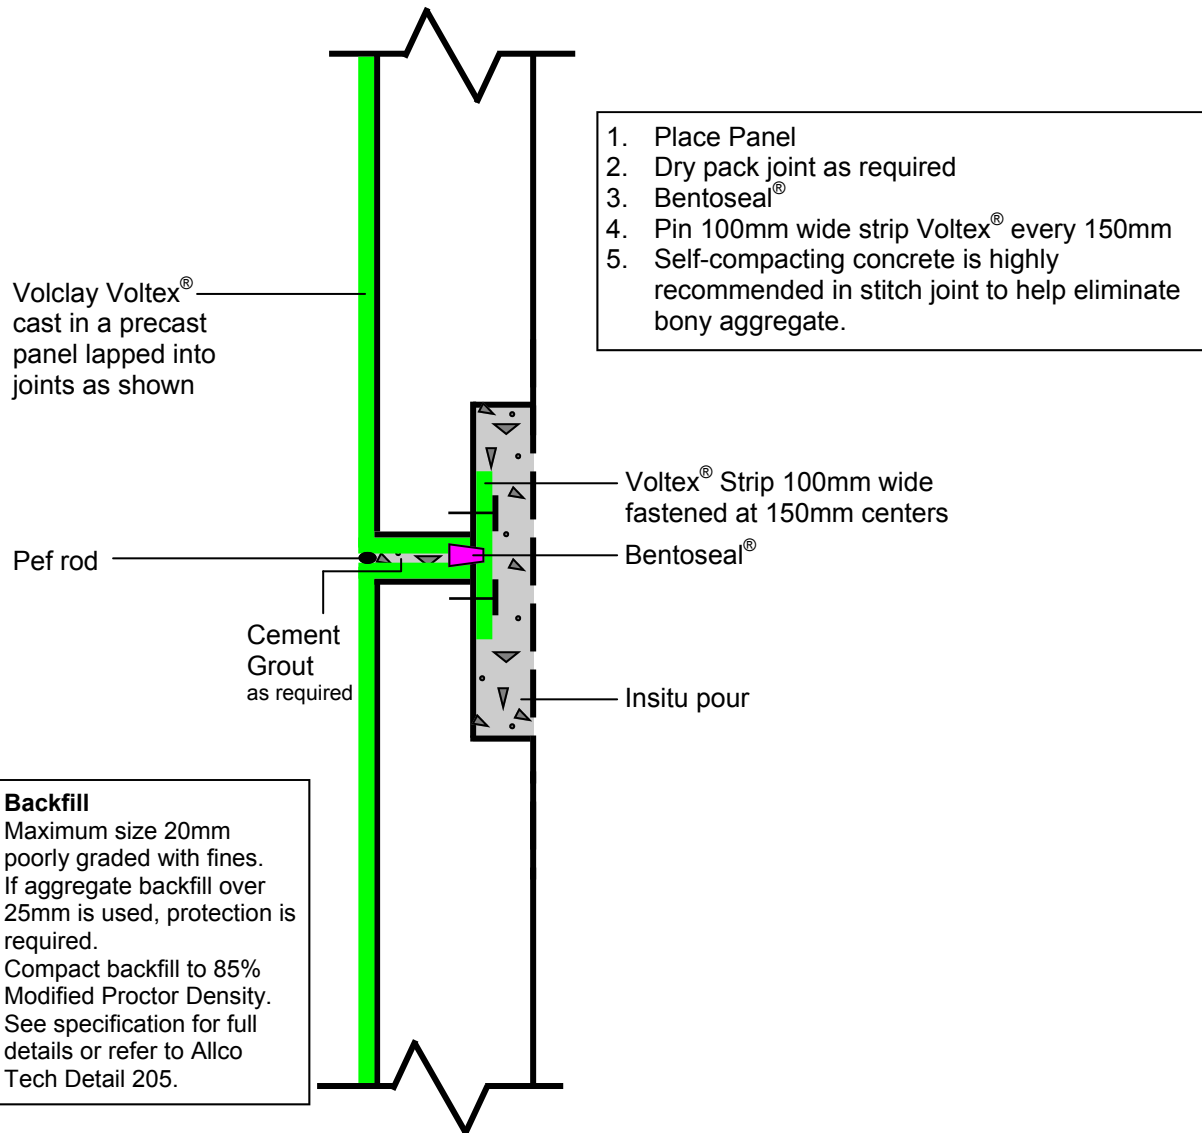 1. Place Panel
2. Dry pack joint as required
3. Bentoseal®
4. Pin 100mm wide strip Voltex® every 150mm
5. Self-compacting concrete is highly
recommended in stitch joint to help eliminate
bony aggregate.
Volclay Voltex®
cast in a precast
panel lapped into
joints as shown
Voltex® Strip 100mm wide
fastened at 150mm centers
Bentoseal®
Pef rod
Cement
Grout
as required
Insitu pour
Backfill
Maximum size 20mm
poorly graded with fines.
If aggregate backfill over
25mm is used, protection is
required.
Compact backfill to 85%
Modified Proctor Density.
See specification for full
details or refer to Allco
Tech Detail 205.